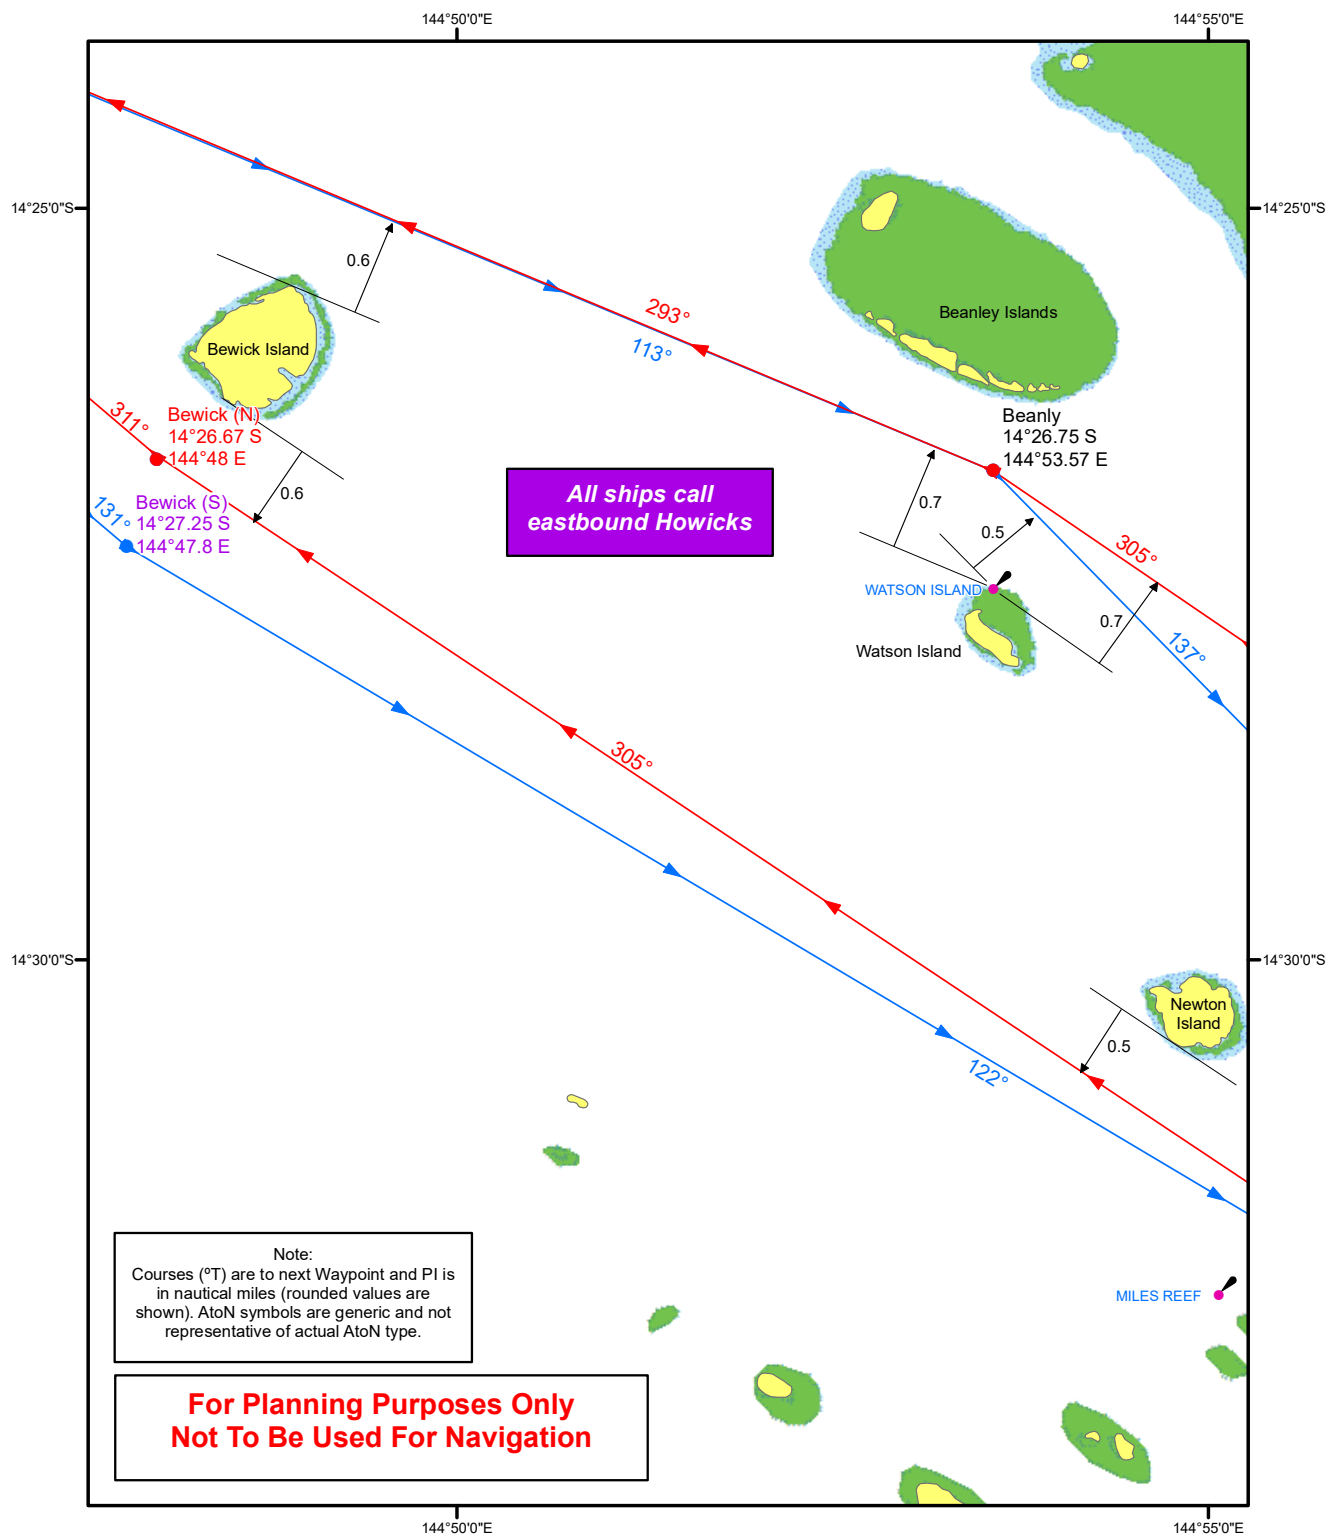 144°50'0"E
144°55'0"E
14°25'0"S
14°25'0"S
0.6
293°
113°
Beanley Islands
Bewick Island
311°
Bewick (N)
14°26.67 S
144°48 E
0.6
Beanly
14°26.75 S
144°53.57 E
131°
Bewick (S)
14°27.25 S
144°47.8 E
All ships call
eastbound Howicks
0.7
0.5
305°
WATSON ISLAND
0.7
Watson Island
137°
305°
14°30'0"S
14°30'0"S
Newton
Island
0.5
122°
Note:
Courses (ºT) are to next Waypoint and PI is
in nautical miles (rounded values are
shown). AtoN symbols are generic and not
representative of actual AtoN type.
MILES REEF
For Planning Purposes Only
Not To Be Used For Navigation
144°50'0"E
144°55'0"E